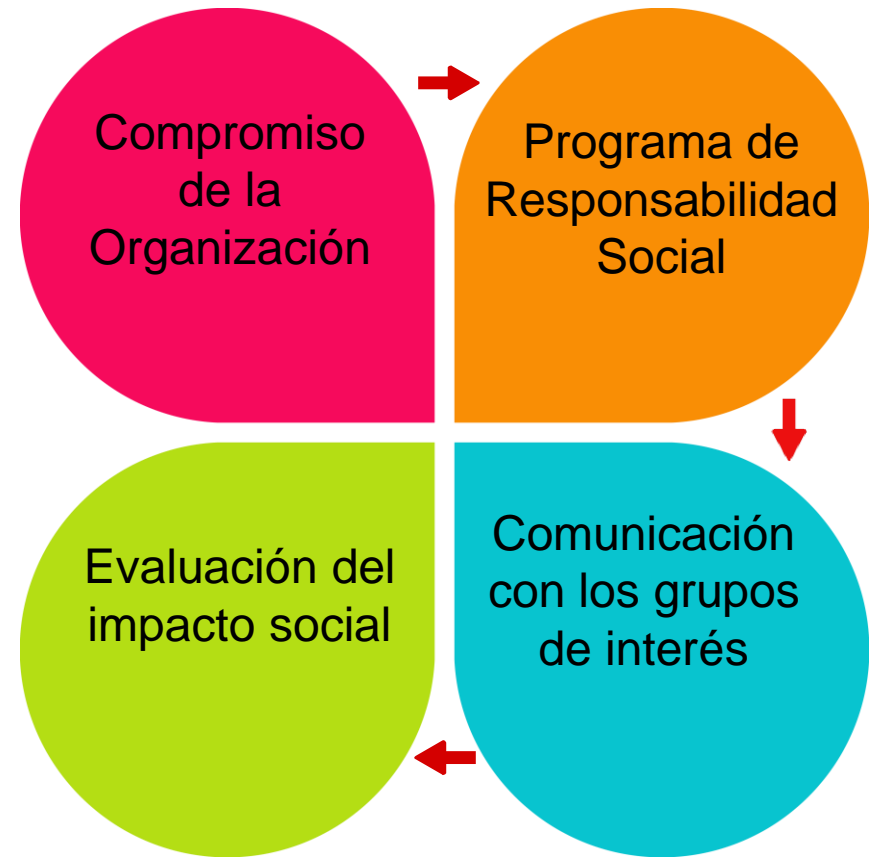 Compromiso
de la
Organización
Programa de
Responsabilidad
Social
Comunicación
con los grupos
de interés
Evaluación del
impacto social